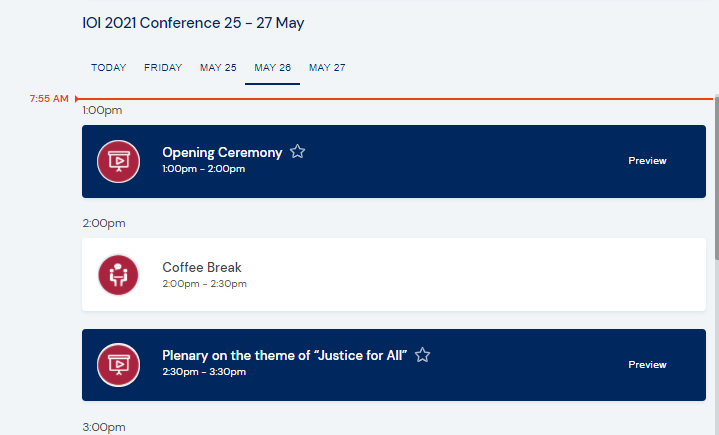 IOI 2021 Conference 25 - 27 May
TODAY FRIDAY MAY 25 MAY 26 MAY 27
7:55 AM
1:00pm
Opening Ceremony
1:00pm - 2:00pm
Preview
2:00pm
Coffee Break
2:00pm - 2:30pm
Plenary on the theme of “Justice for All”
2:30pm - 3:30pm
Preview
3:00pm